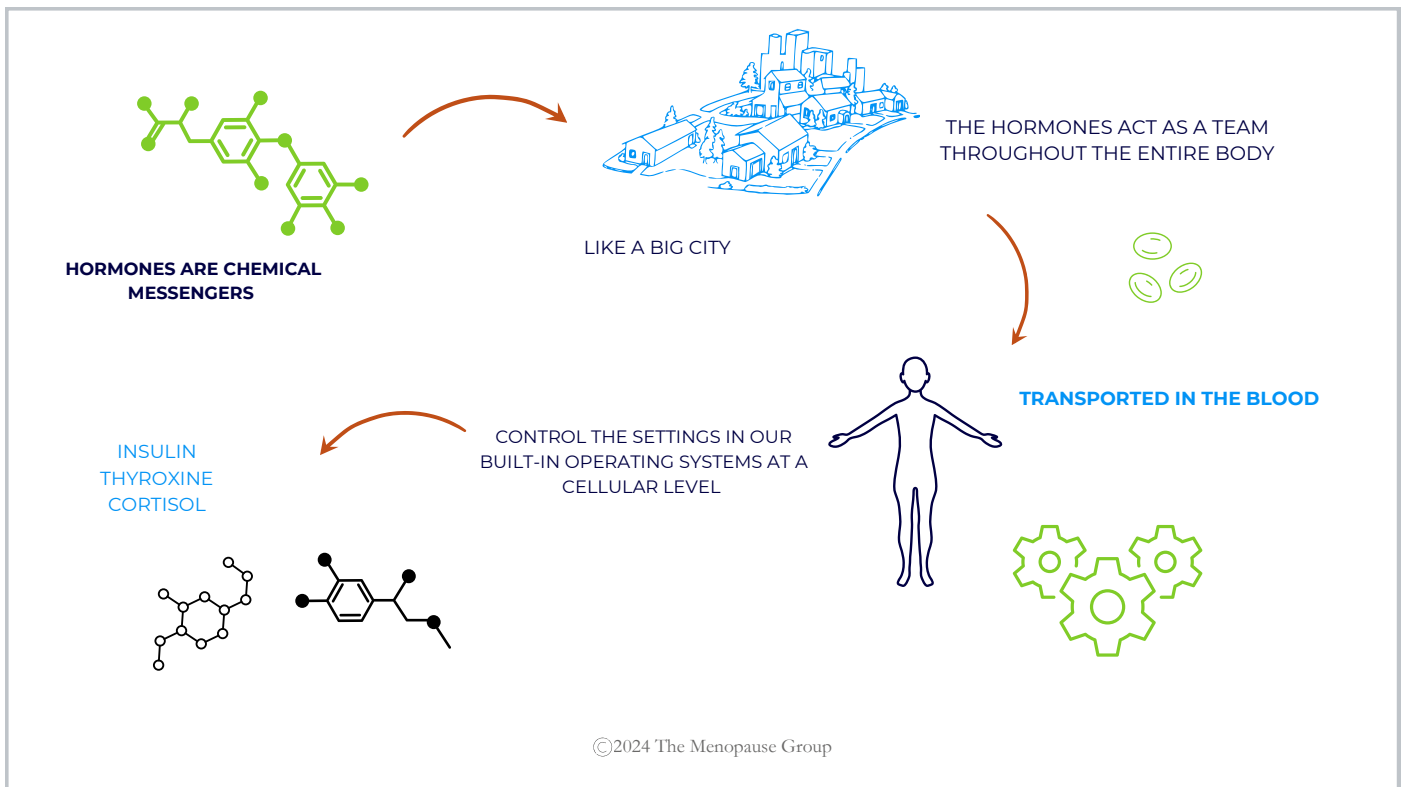 HORMONES ARE CHEMICAL
MESSENGERS
LIKE A BIG CITY
THE HORMONES ACT AS A TEAM
THROUGHOUT THE ENTIRE BODY
TRANSPORTED IN THE BLOOD
CONTROL THE SETTINGS IN OUR
BUILT-IN OPERATING SYSTEMS AT A
CELLULAR LEVEL
INSULIN
THYROXINE
CORTISOL
©2024 The Menopause Group